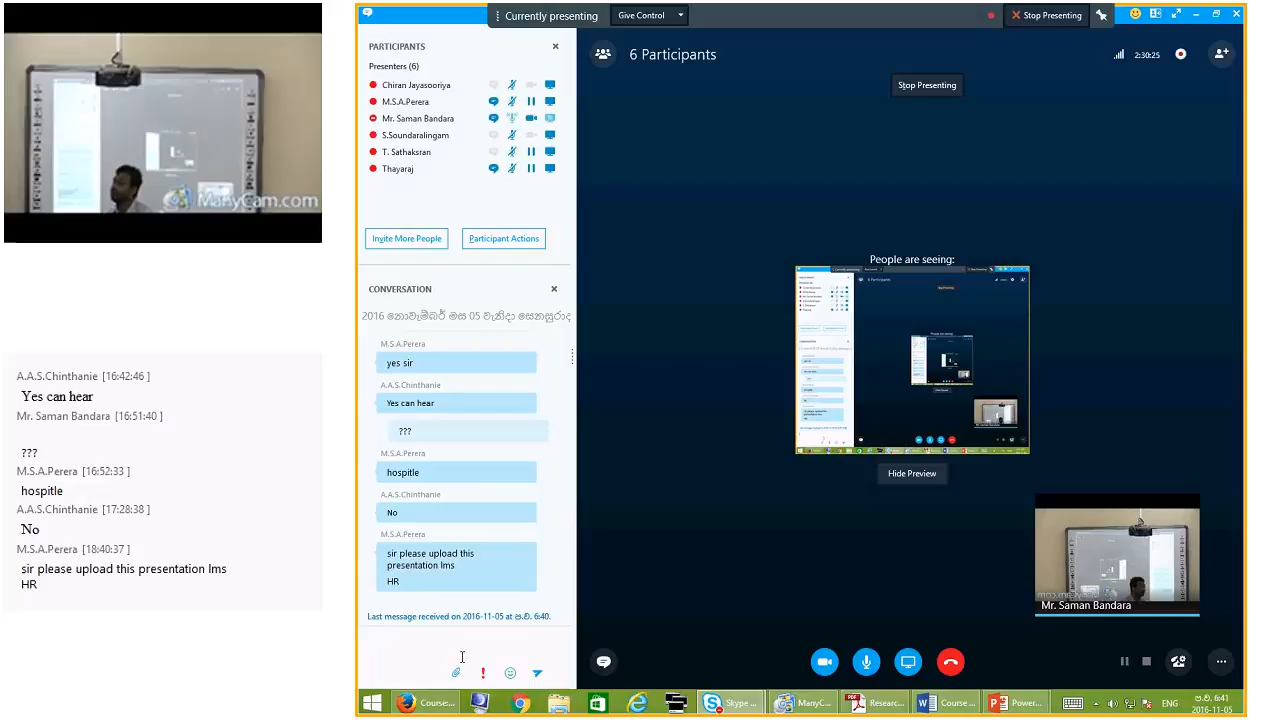 Currently presenting
Give Control
Stop Presenting
PARTICIPANTS
Presenters (6)
Chiran Jayasooriya
M.S.A.Perera
Mr. Saman Bandara
S.Soundaralingam
T. Sathaksran
Thayaraj
Invite More People
Participant Actions
CONVERSATION
2016 නොවැම්බර් මස 05 වැනිදා සෙනසුරාද
M.S.A.Perera
yes sir
A.A.S.Chinthanie
Yes can hear
???
M.S.A.Perera
hospitle
A.A.S.Chinthanie
No
M.S.A.Perera
sir please upload this
presentation lms
HR
Last message received on 2016-11-05 at ප.ව. 6:40.
6 Participants
2:30:25
Stop Presenting
People are seeing:
Hide Preview
Mr. Saman Bandara
ManyCam.com
A.A.S.Chinthanie [16:42:46 ]
Yes can hear
Mr. Saman Bandara [16:51:40 ]
???
M.S.A.Perera [16:52:33 ]
hospitle
A.A.S.Chinthanie [17:28:38 ]
No
M.S.A.Perera [18:40:37 ]
sir please upload this presentation lms
HR
Course:...
Skype ...
ManyC...
Researc...
Course ...
Power...
ENG
ප.ව. 6:41
2016-11-05